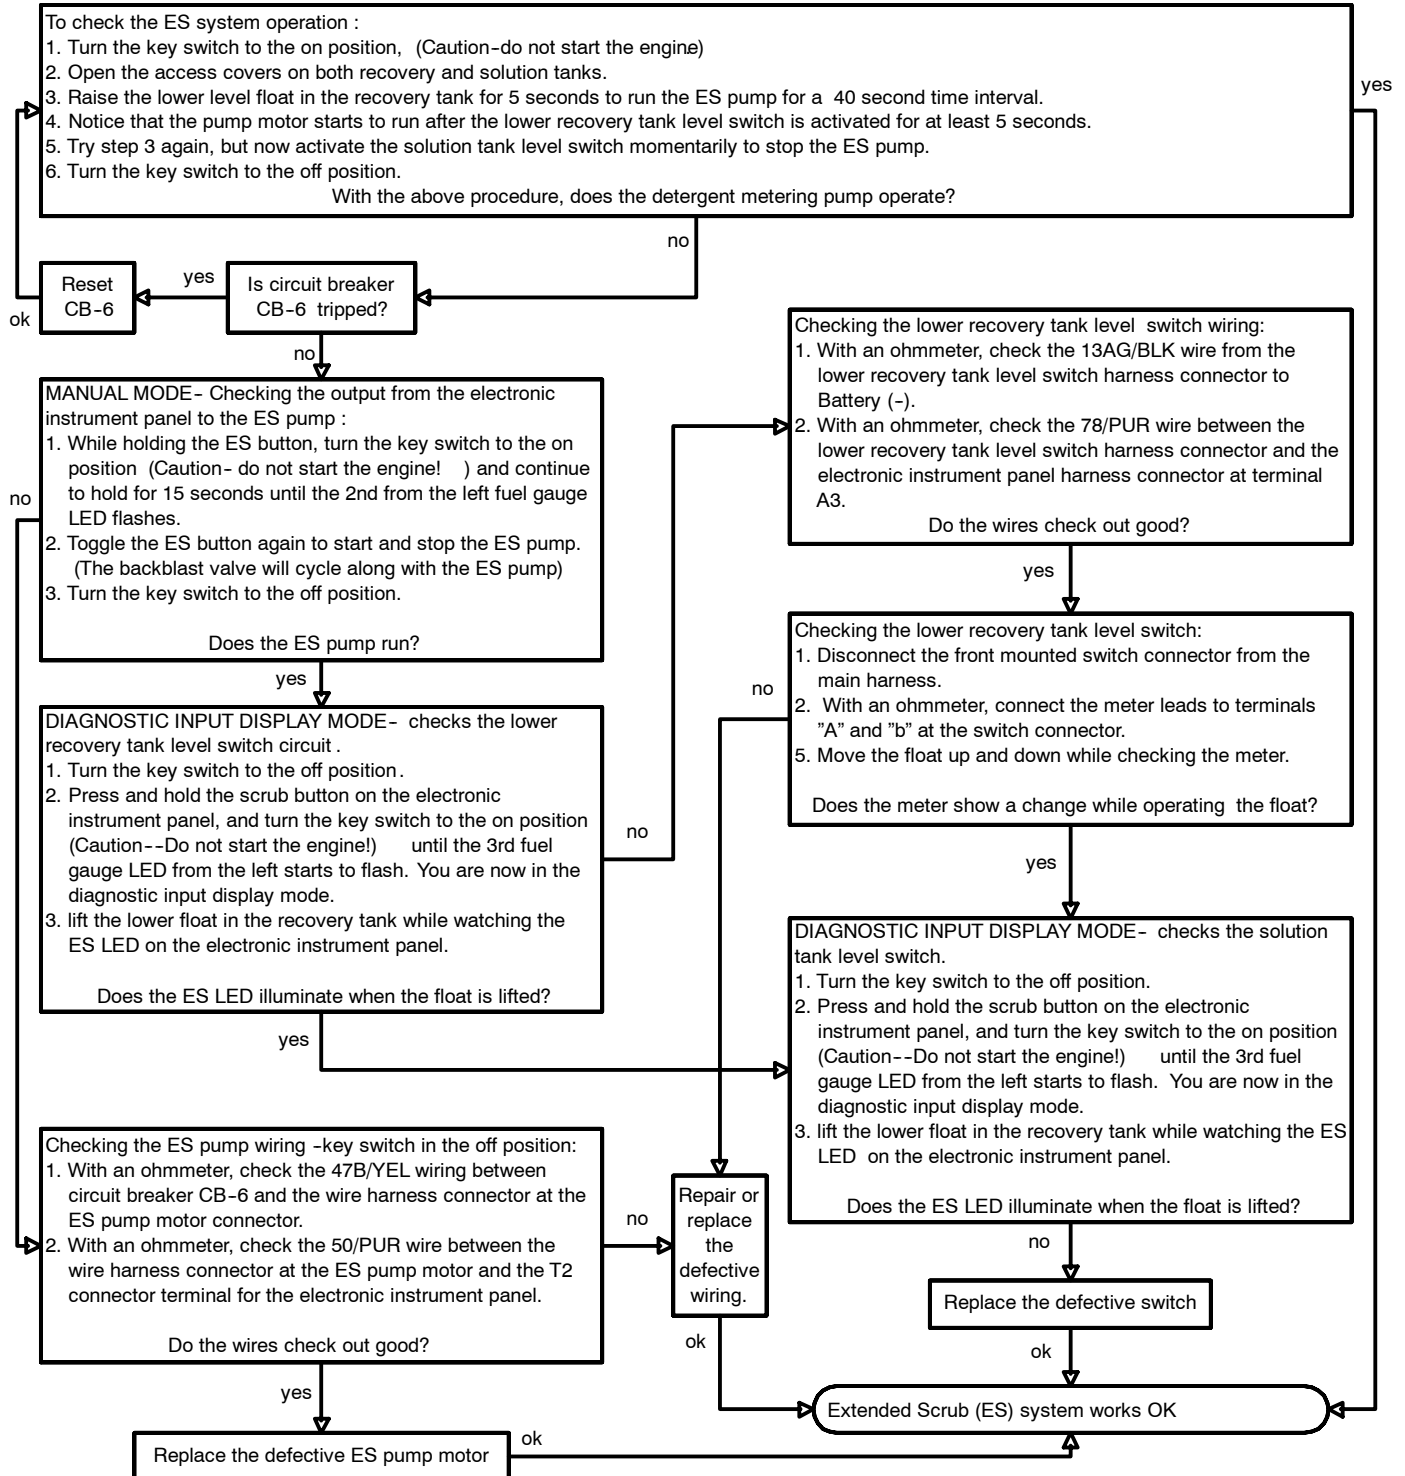 To check the ES system operation :
1. Turn the key switch to the on position, (Caution-do not start the engine)
2. Open the access covers on both recovery and solution tanks.
3. Raise the lower level float in the recovery tank for 5 seconds to run the ES pump for a 40 second time interval.
4. Notice that the pump motor starts to run after the lower recovery tank level switch is activated for at least 5 seconds.
5. Try step 3 again, but now activate the solution tank level switch momentarily to stop the ES pump.
6. Turn the key switch to the off position.
With the above procedure, does the detergent metering pump operate?
yes
no
Reset
CB-6
ok
yes
Is circuit breaker
CB-6 tripped?
no
MANUAL MODE- Checking the output from the electronic
instrument panel to the ES pump :
1. While holding the ES button, turn the key switch to the on
position (Caution- do not start the engine! ) and continue
to hold for 15 seconds until the 2nd from the left fuel gauge
LED flashes.
2. Toggle the ES button again to start and stop the ES pump.
(The backblast valve will cycle along with the ES pump)
3. Turn the key switch to the off position.
Does the ES pump run?
no
yes
DIAGNOSTIC INPUT DISPLAY MODE- checks the lower
recovery tank level switch circuit .
1. Turn the key switch to the off position .
2. Press and hold the scrub button on the electronic
instrument panel, and turn the key switch to the on position
(Caution--Do not start the engine!) until the 3rd fuel
gauge LED from the left starts to flash. You are now in the
diagnostic input display mode.
3. lift the lower float in the recovery tank while watching the
ES LED on the electronic instrument panel.
Does the ES LED illuminate when the float is lifted?
no
yes
Checking the ES pump wiring -key switch in the off position:
1. With an ohmmeter, check the 47B/YEL wiring between
circuit breaker CB-6 and the wire harness connector at the
ES pump motor connector.
2. With an ohmmeter, check the 50/PUR wire between the
wire harness connector at the ES pump motor and the T2
connector terminal for the electronic instrument panel.
Do the wires check out good?
no
yes
Replace the defective ES pump motor
ok
Checking the lower recovery tank level switch wiring:
1. With an ohmmeter, check the 13AG/BLK wire from the
lower recovery tank level switch harness connector to
Battery (-).
2. With an ohmmeter, check the 78/PUR wire between the
lower recovery tank level switch harness connector and the
electronic instrument panel harness connector at terminal
A3.
Do the wires check out good?
yes
Checking the lower recovery tank level switch:
1. Disconnect the front mounted switch connector from the
main harness.
2. With an ohmmeter, connect the meter leads to terminals
”A” and ”b” at the switch connector.
5. Move the float up and down while checking the meter.
Does the meter show a change while operating the float?
no
yes
DIAGNOSTIC INPUT DISPLAY MODE- checks the solution
tank level switch.
1. Turn the key switch to the off position.
2. Press and hold the scrub button on the electronic
instrument panel, and turn the key switch to the on position
(Caution--Do not start the engine!) until the 3rd fuel
gauge LED from the left starts to flash. You are now in the
diagnostic input display mode.
3. lift the lower float in the recovery tank while watching the ES
LED on the electronic instrument panel.
Does the ES LED illuminate when the float is lifted?
no
Repair or
replace
the
defective
wiring.
ok
Replace the defective switch
ok
Extended Scrub (ES) system works OK